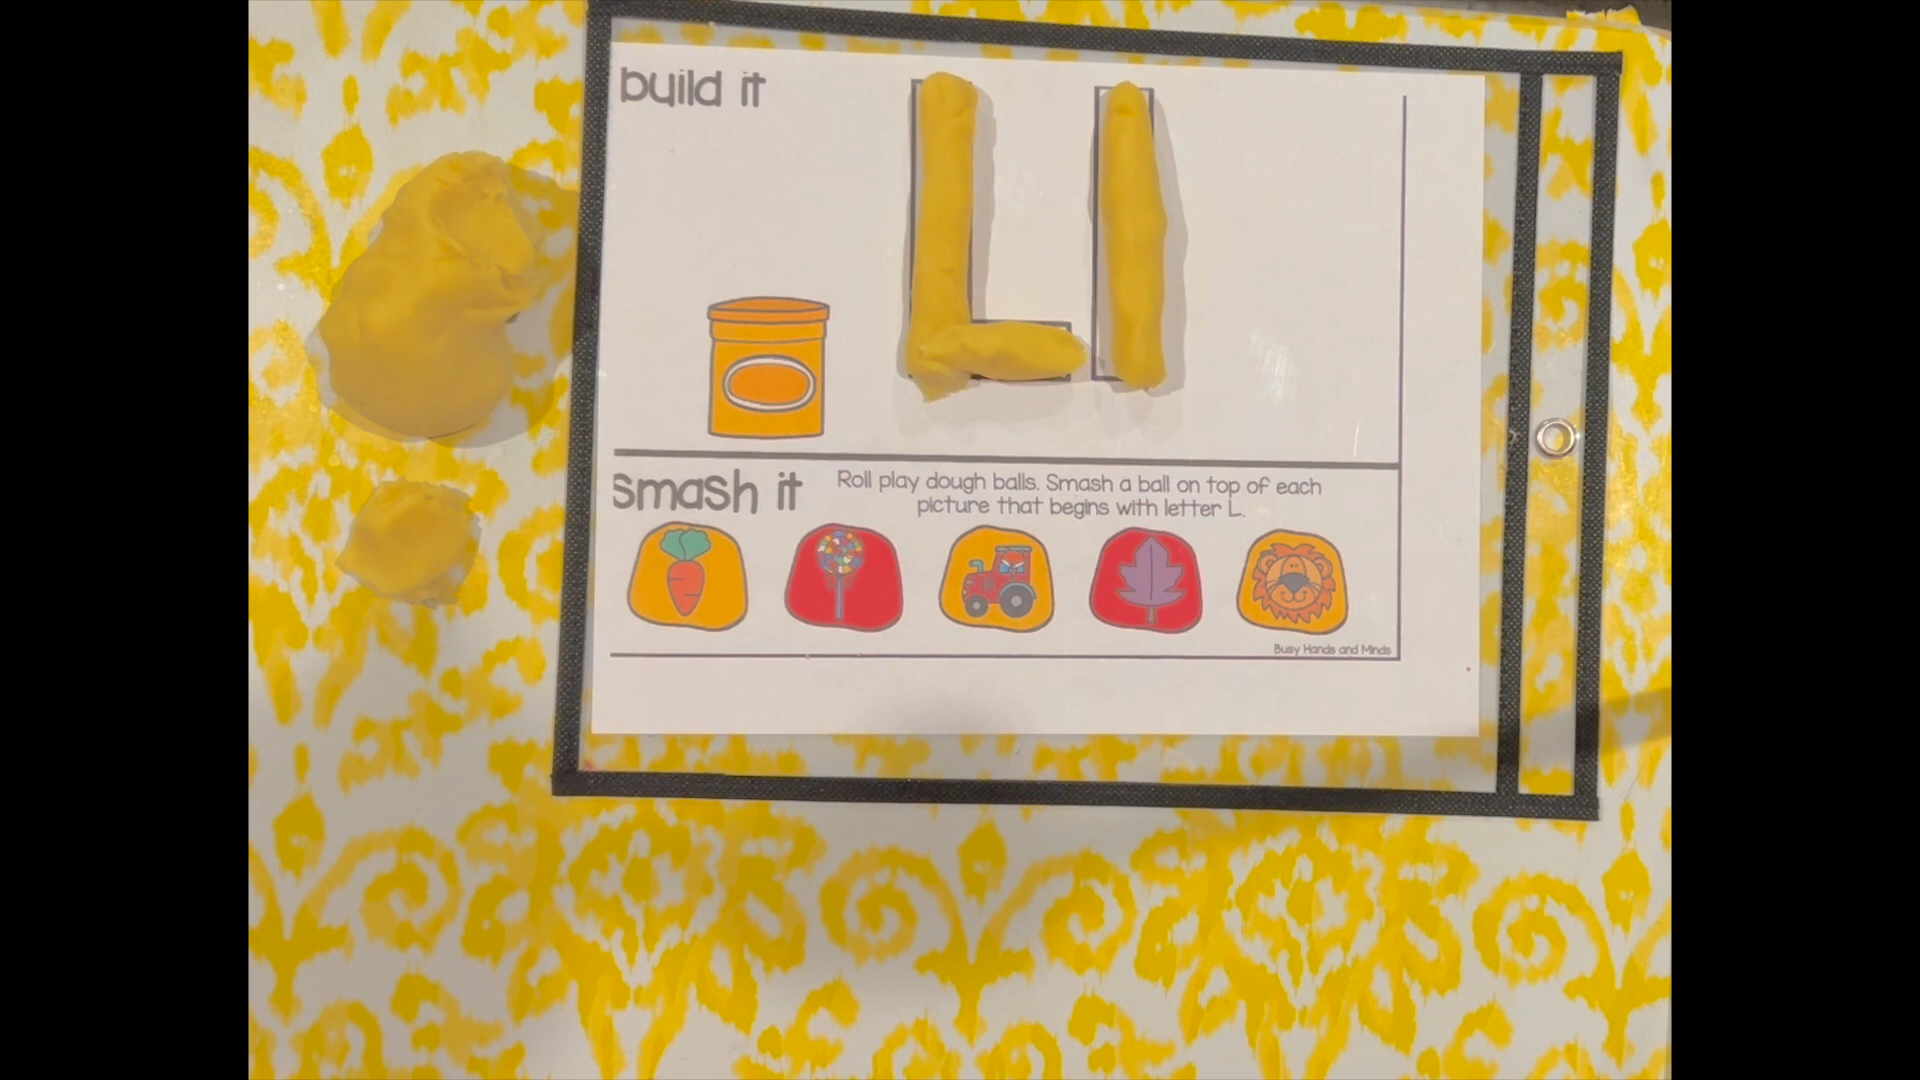 build it
Ll
smash it
Roll play dough balls. Smash a ball on top of each
picture that begins with letter L.
Busy Hands and Minds